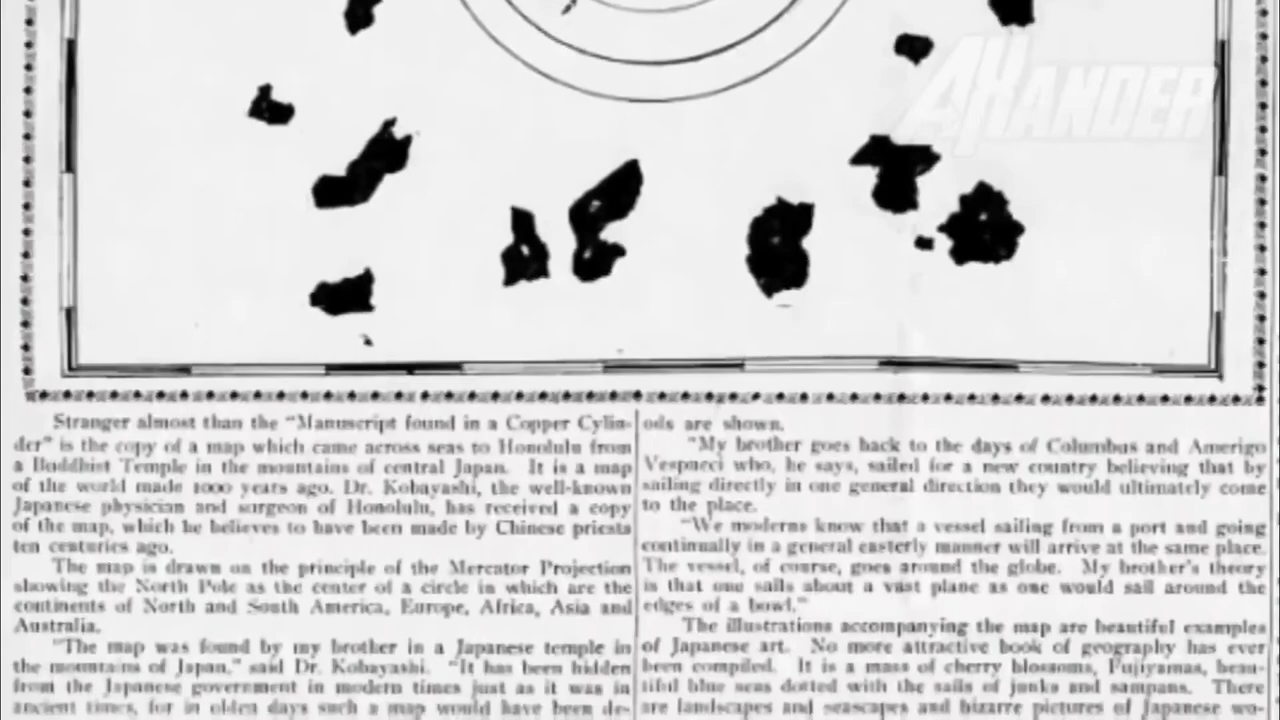 AXANDER
Stranger almost than the "Manuscript found in a Copper Cylin-
der" is the copy of a map which came across seas to Honolulu from
a Buddhist Temple in the mountains of central Japan. It is a map
of the world made 1000 years ago. Dr. Kobayashi, the well-known
Japanese physician and surgeon of Honolulu, has received a copy
of the map, which he believes to have been made by Chinese priests
ten centuries ago.
The map is drawn on the principle of the Mercator Projection
showing the North Pole as the center of a circle in which are the
continents of North and South America, Europe, Africa, Asia and
Australia.
"The map was found by my brother in a Japanese temple in
the mountains of Japan," said Dr. Kobayashi. "It has been hidden
from the Japanese government in modern times just as it was in
ancient times, for in olden days such a map would have been de-
ods are shown.
"My brother goes back to the days of Columbus and Amerigo
Vespucci who, he says, sailed for a new country believing that by
sailing directly in one general direction they would ultimately come
to the place.
"We moderns know that a vessel sailing from a port and going
continually in a general easterly manner will arrive at the same place.
The vessel, of course, goes around the globe. My brother's theory
is that one sails about a vast plane as one would sail around the
edges of a bowl."
The illustrations accompanying the map are beautiful examples
of Japanese art. No more attractive book of geography has ever
been compiled. It is a mass of cherry blossoms, Fujiyamas, beau-
tiful blue seas dotted with the sails of junks and sampans. There
are landscapes and seascapes and bizarre pictures of Japanese wo-